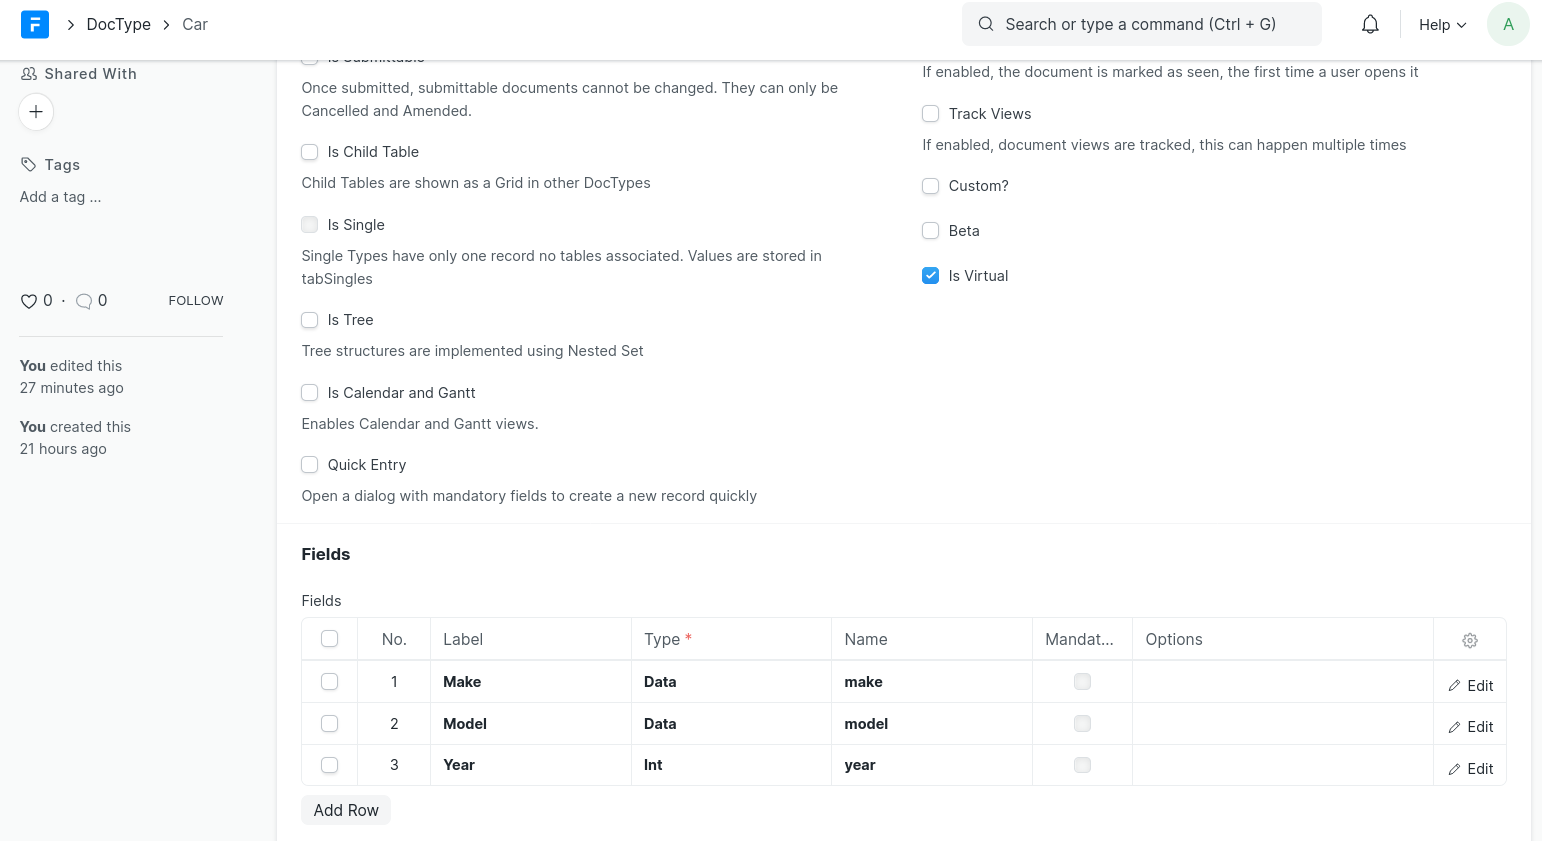 F > DocType > Car
Search or type a command (Ctrl + G)
Help
A
Shared With
Tags
Add a tag ...
0 · 0 FOLLOW
You edited this
27 minutes ago
You created this
21 hours ago
Is Submittable
Once submitted, submittable documents cannot be changed. They can only be
Cancelled and Amended.
Is Child Table
Child Tables are shown as a Grid in other DocTypes
Is Single
Single Types have only one record no tables associated. Values are stored in
tabSingles
Is Tree
Tree structures are implemented using Nested Set
Is Calendar and Gantt
Enables Calendar and Gantt views.
Quick Entry
Open a dialog with mandatory fields to create a new record quickly
If enabled, the document is marked as seen, the first time a user opens it
Track Views
If enabled, document views are tracked, this can happen multiple times
Custom?
Beta
Is Virtual
Fields
Fields
No. Label Type * Name Mandat... Options
1 Make Data make Edit
2 Model Data model Edit
3 Year Int year Edit
Add Row